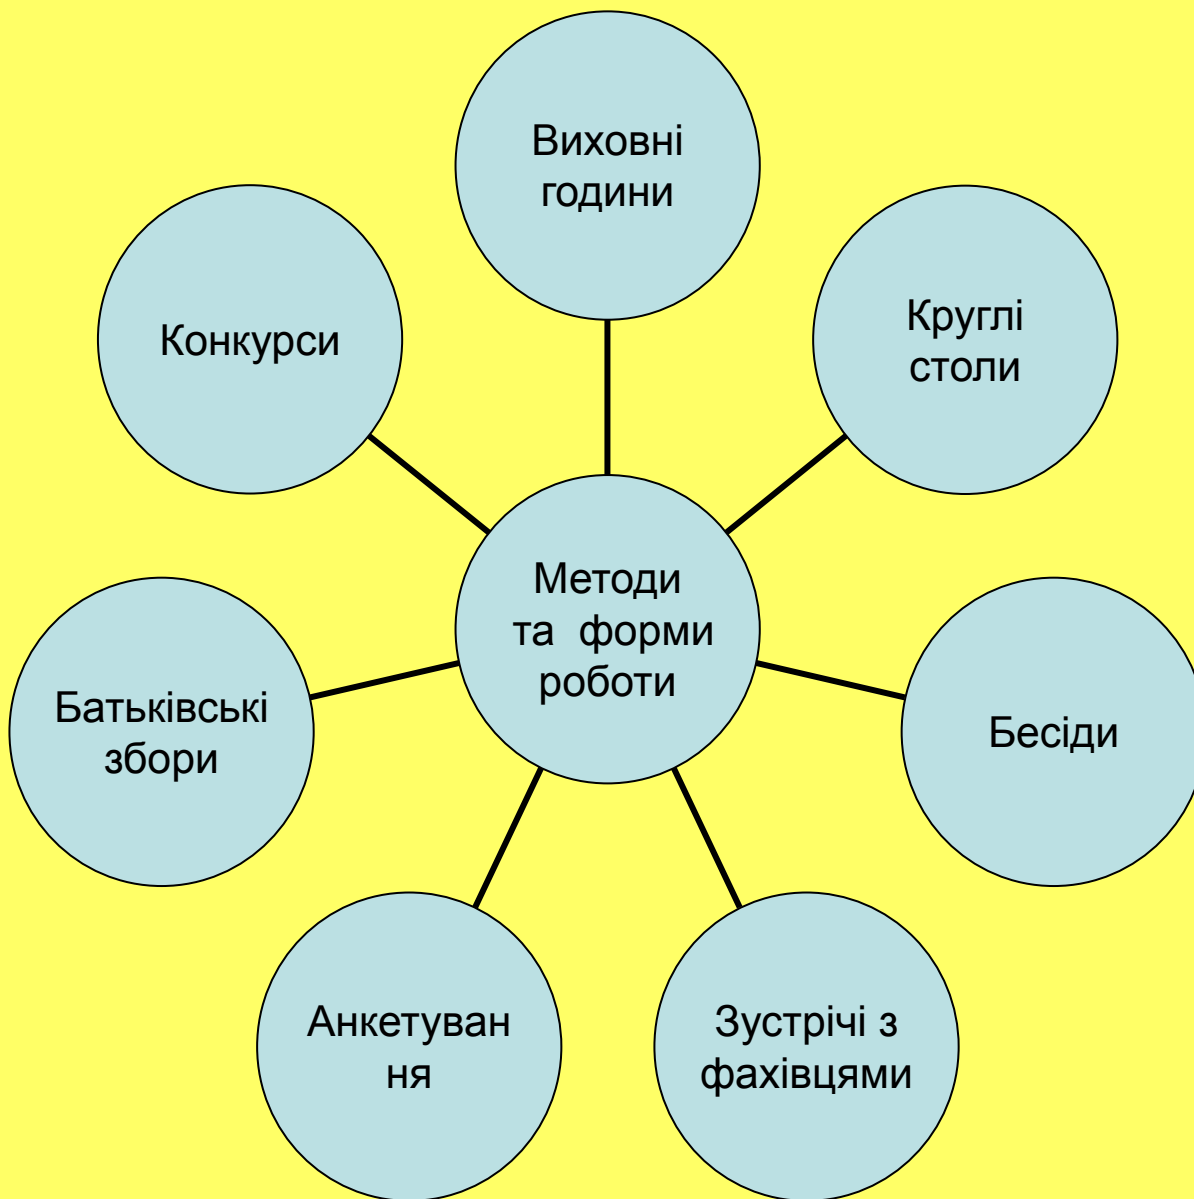 Виховні
години
Круглі
столи
Конкурси
Методи
та форми
роботи
Батьківські
збори
Бесіди
Анкетуван
ня
Зустрічі з
фахівцями